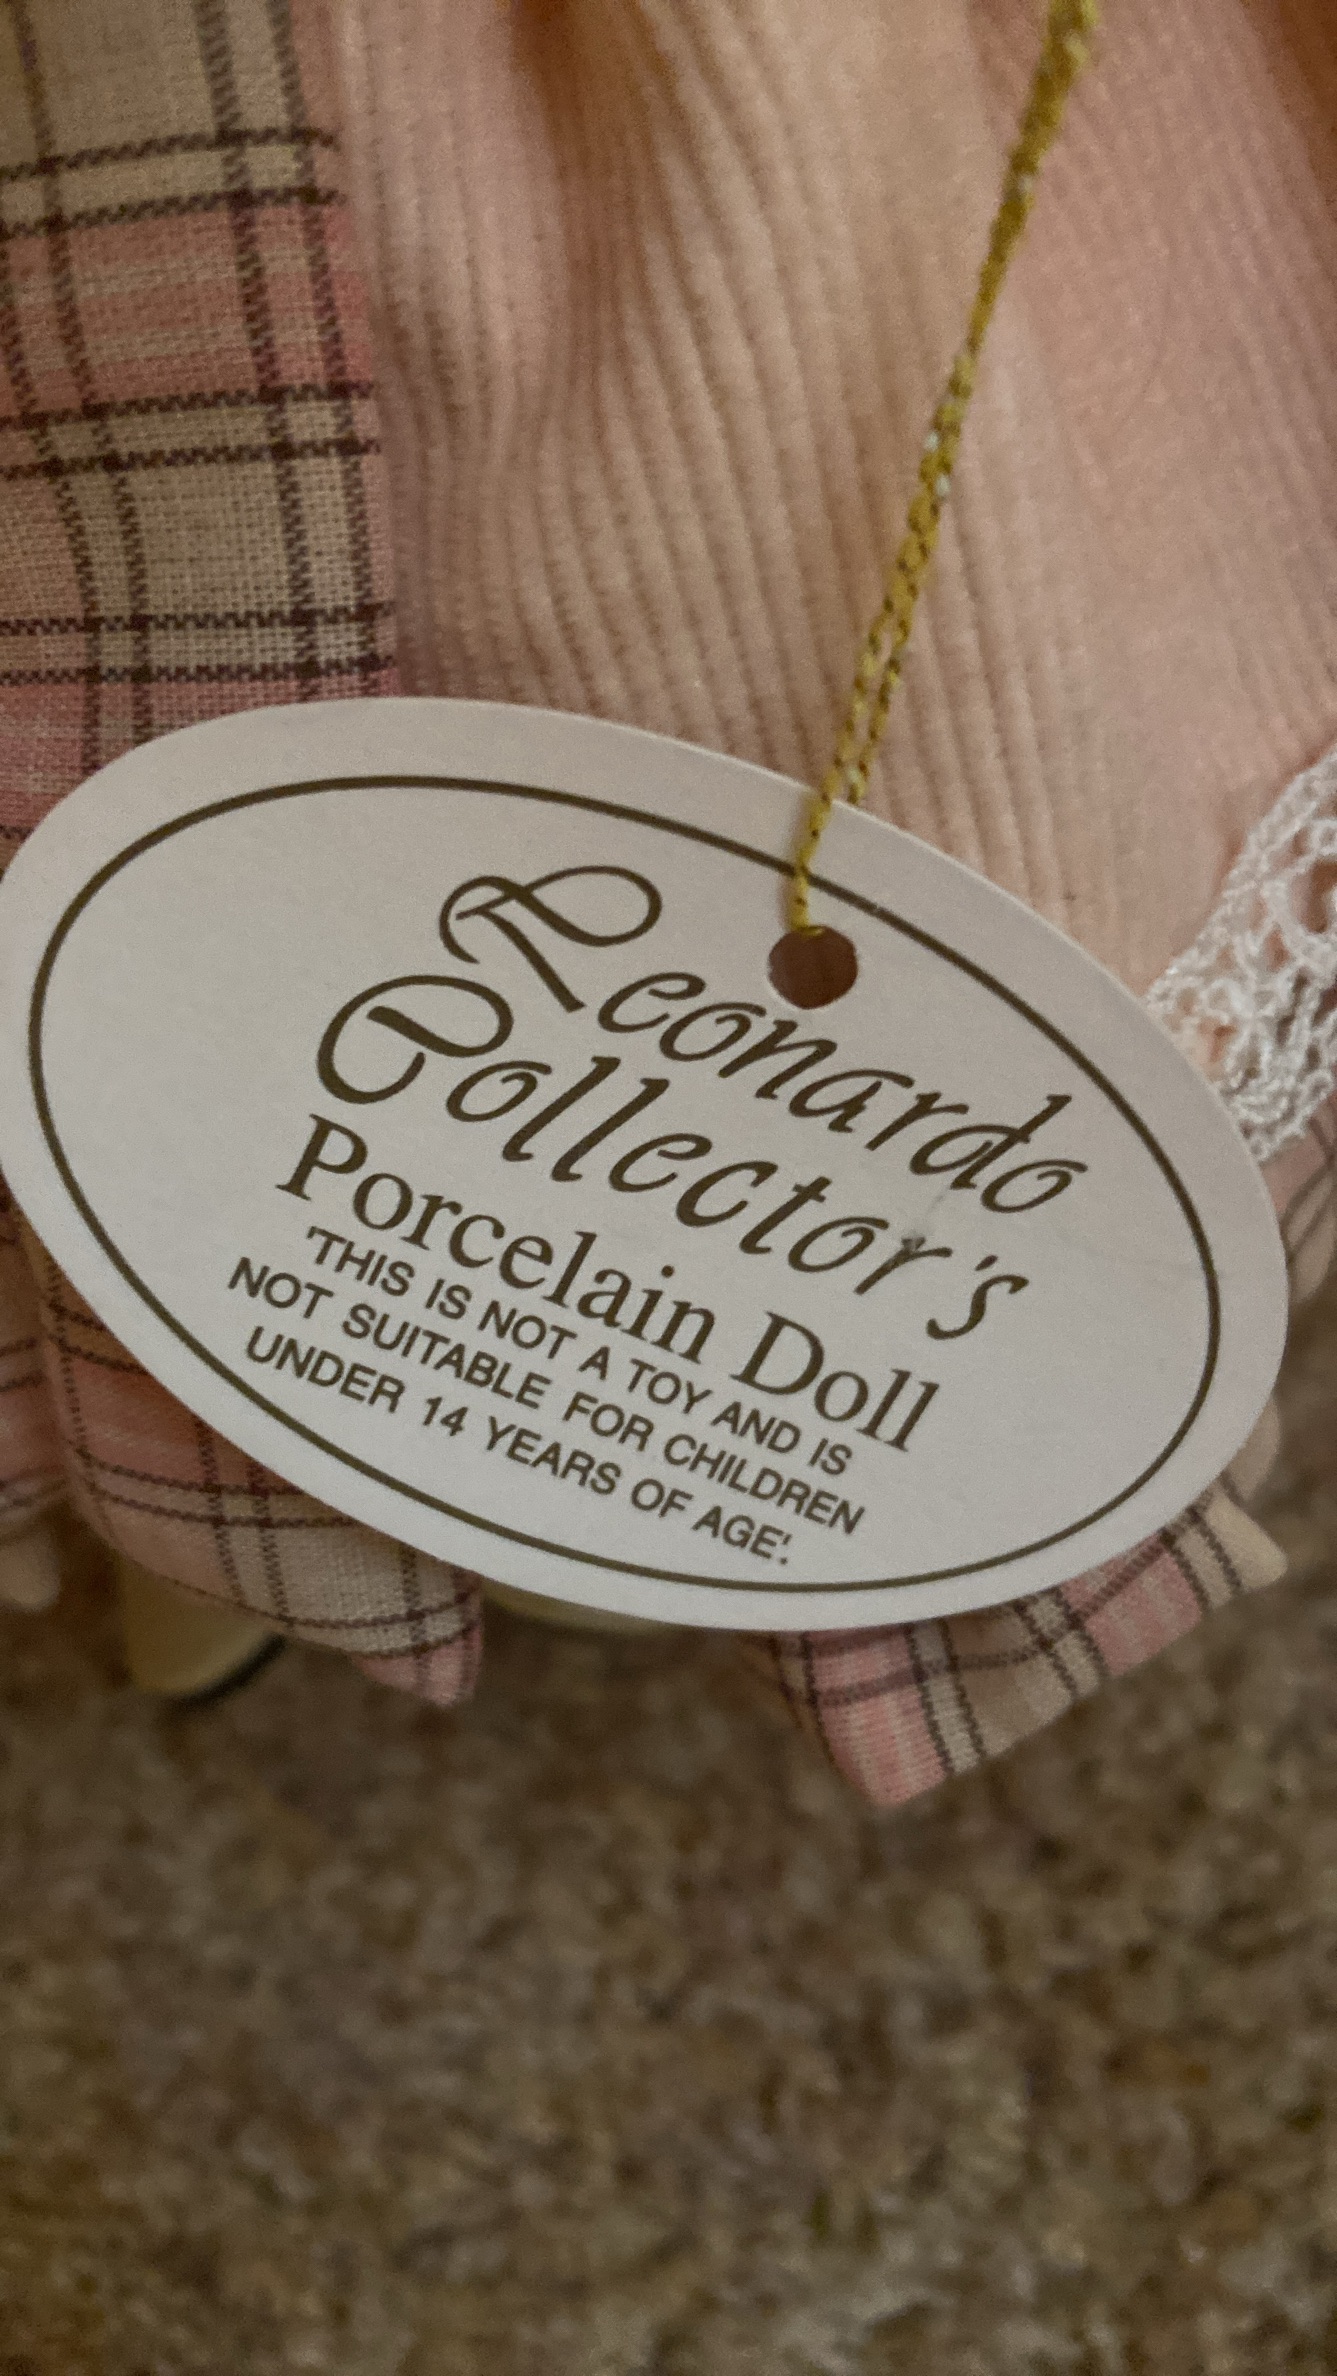 Leonardo
Collector's
Porcelain Doll
'THIS IS NOT A TOY AND IS
NOT SUITABLE FOR CHILDREN
UNDER 14 YEARS OF AGE'.